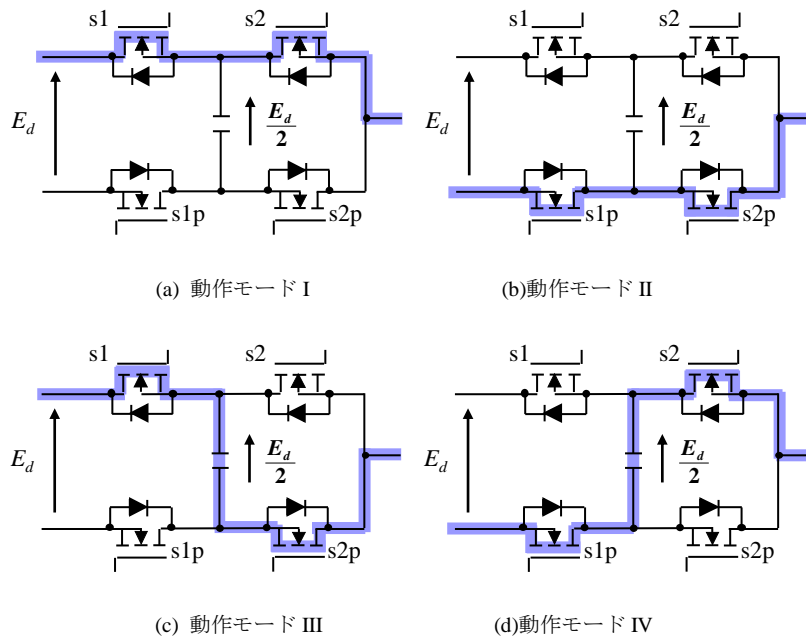 s1 s2
E_d E_d/2
s1p s2p
(a) 動作モード I
s1 s2
E_d E_d/2
s1p s2p
(b)動作モード II
s1 s2
E_d E_d/2
s1p s2p
(c) 動作モード III
s1 s2
E_d E_d/2
s1p s2p
(d)動作モード IV